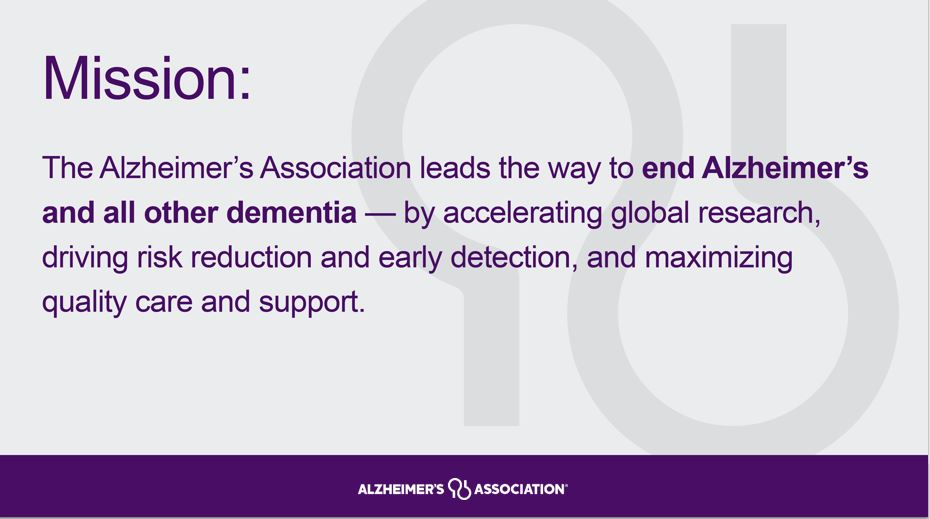 Mission:
The Alzheimer’s Association leads the way to end Alzheimer’s
and all other dementia — by accelerating global research,
driving risk reduction and early detection, and maximizing
quality care and support.
ALZHEIMER'S ASSOCIATION®